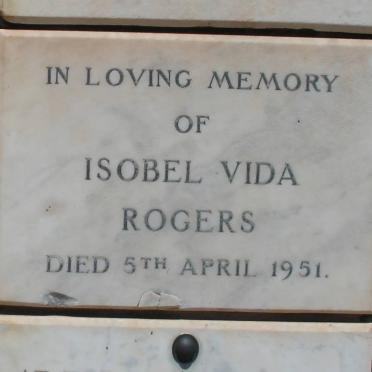 IN LOVING MEMORY
OF
ISOBEL VIDA
ROGERS
DIED 5TH APRIL 1951.